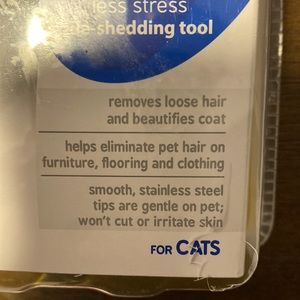 less stress
-shedding tool
removes loose hair
and beautifies coat
helps eliminate pet hair on
furniture, flooring and clothing
smooth, stainless steel
tips are gentle on pet;
won't cut or irritate skin
FOR CATS